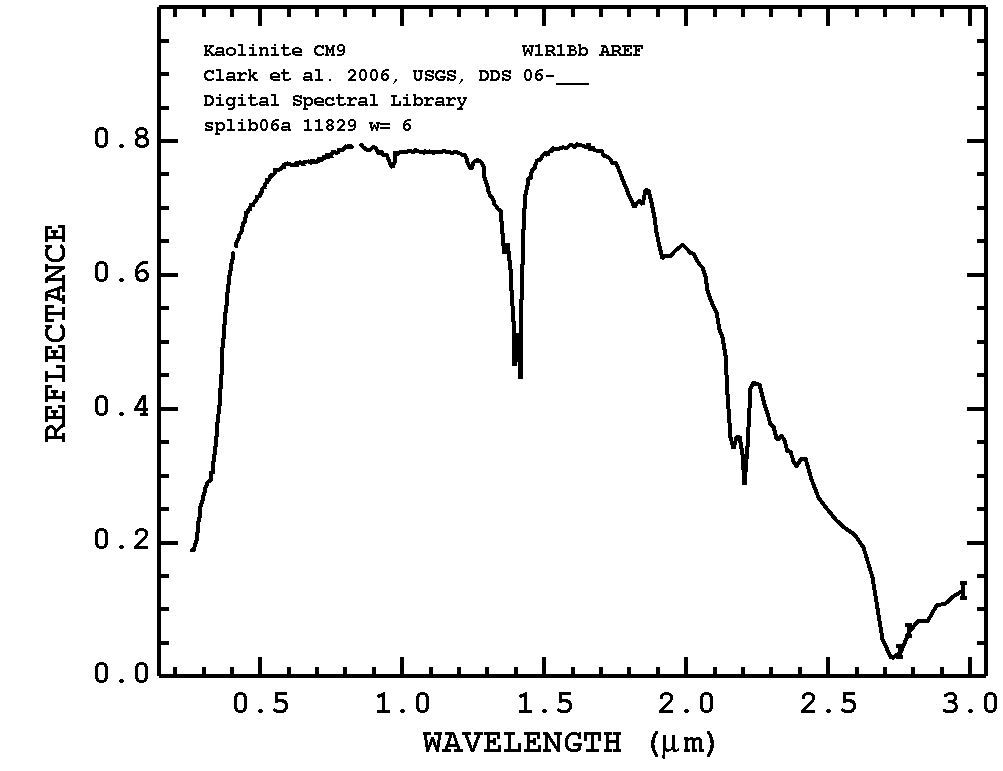 Kaolinite CM9 W1R1Bb AREF
Clark et al. 2006, USGS, DDS 06-___
Digital Spectral Library
splib06a 11829 w= 6
0.8
0.6
0.4
0.2
0.0
REFLECTANCE
0.5 1.0 1.5 2.0 2.5 3.0
WAVELENGTH (μm)